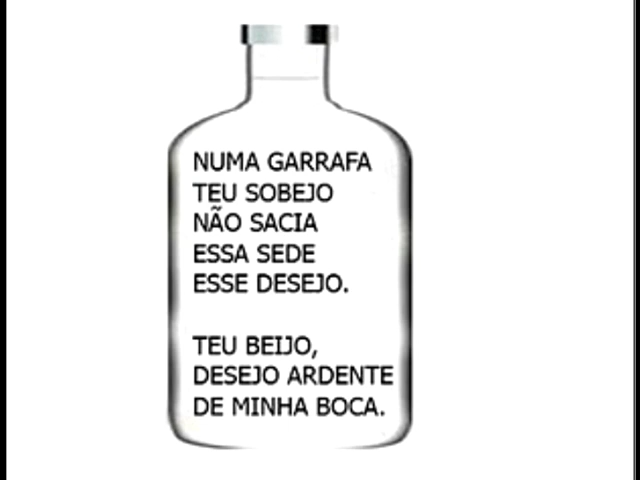 NUMA GARRAFA
TEU SOBEJO
NÃO SACIA
ESSA SEDE
ESSE DESEJO.
TEU BEIJO,
DESEJO ARDENTE
DE MINHA BOCA.